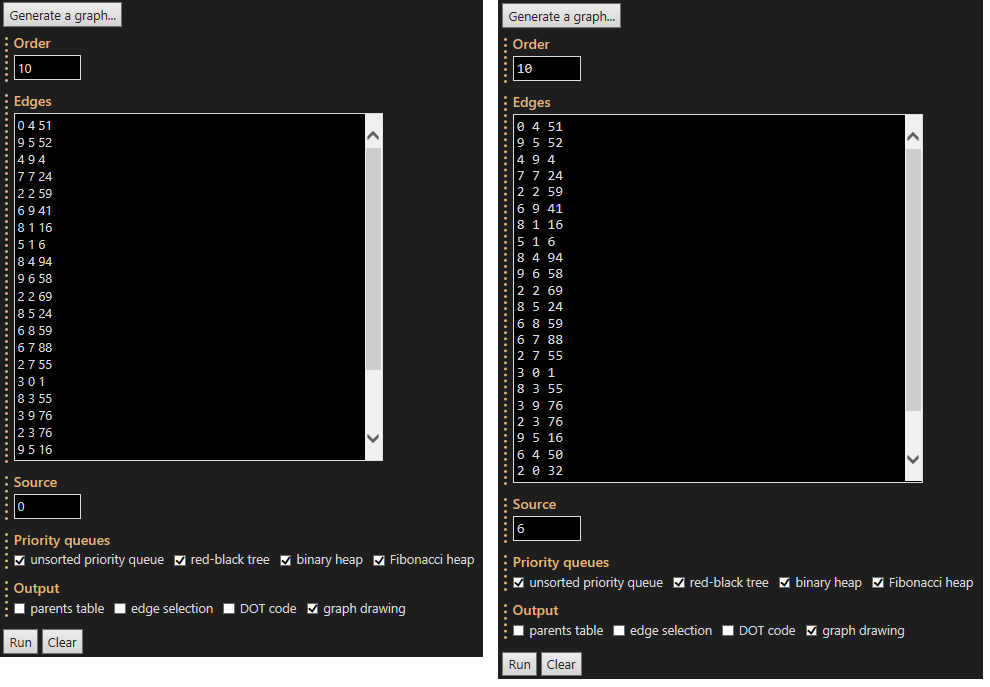 Generate a graph...
Order
10
Edges
0 4 51
9 5 52
4 9 4
7 7 24
2 2 59
6 9 41
8 1 16
5 1 6
8 4 94
9 6 58
2 2 69
8 5 24
6 8 59
6 7 88
2 7 55
3 0 1
8 3 55
3 9 76
2 3 76
9 5 16
Source
0
Priority queues
unsorted priority queue red-black tree binary heap Fibonacci heap
Output
parents table edge selection DOT code graph drawing
Run Clear
Generate a graph...
Order
10
Edges
0 4 51
9 5 52
4 9 4
7 7 24
2 2 59
6 9 41
8 1 16
5 1 6
8 4 94
9 6 58
2 2 69
8 5 24
6 8 59
6 7 88
2 7 55
3 0 1
8 3 55
3 9 76
2 3 76
9 5 16
6 4 50
2 0 32
Source
6
Priority queues
unsorted priority queue red-black tree binary heap Fibonacci heap
Output
parents table edge selection DOT code graph drawing
Run Clear